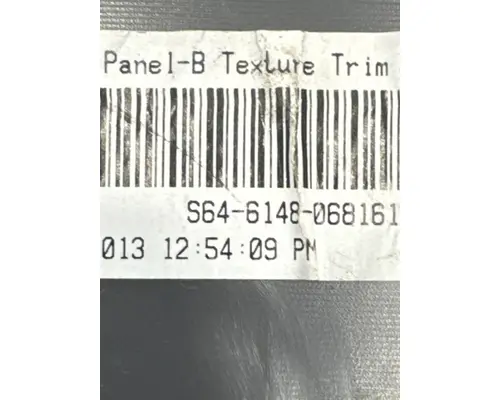 Panel-B Texture Trim
S64-6148-068161
013 12:54:09 PM